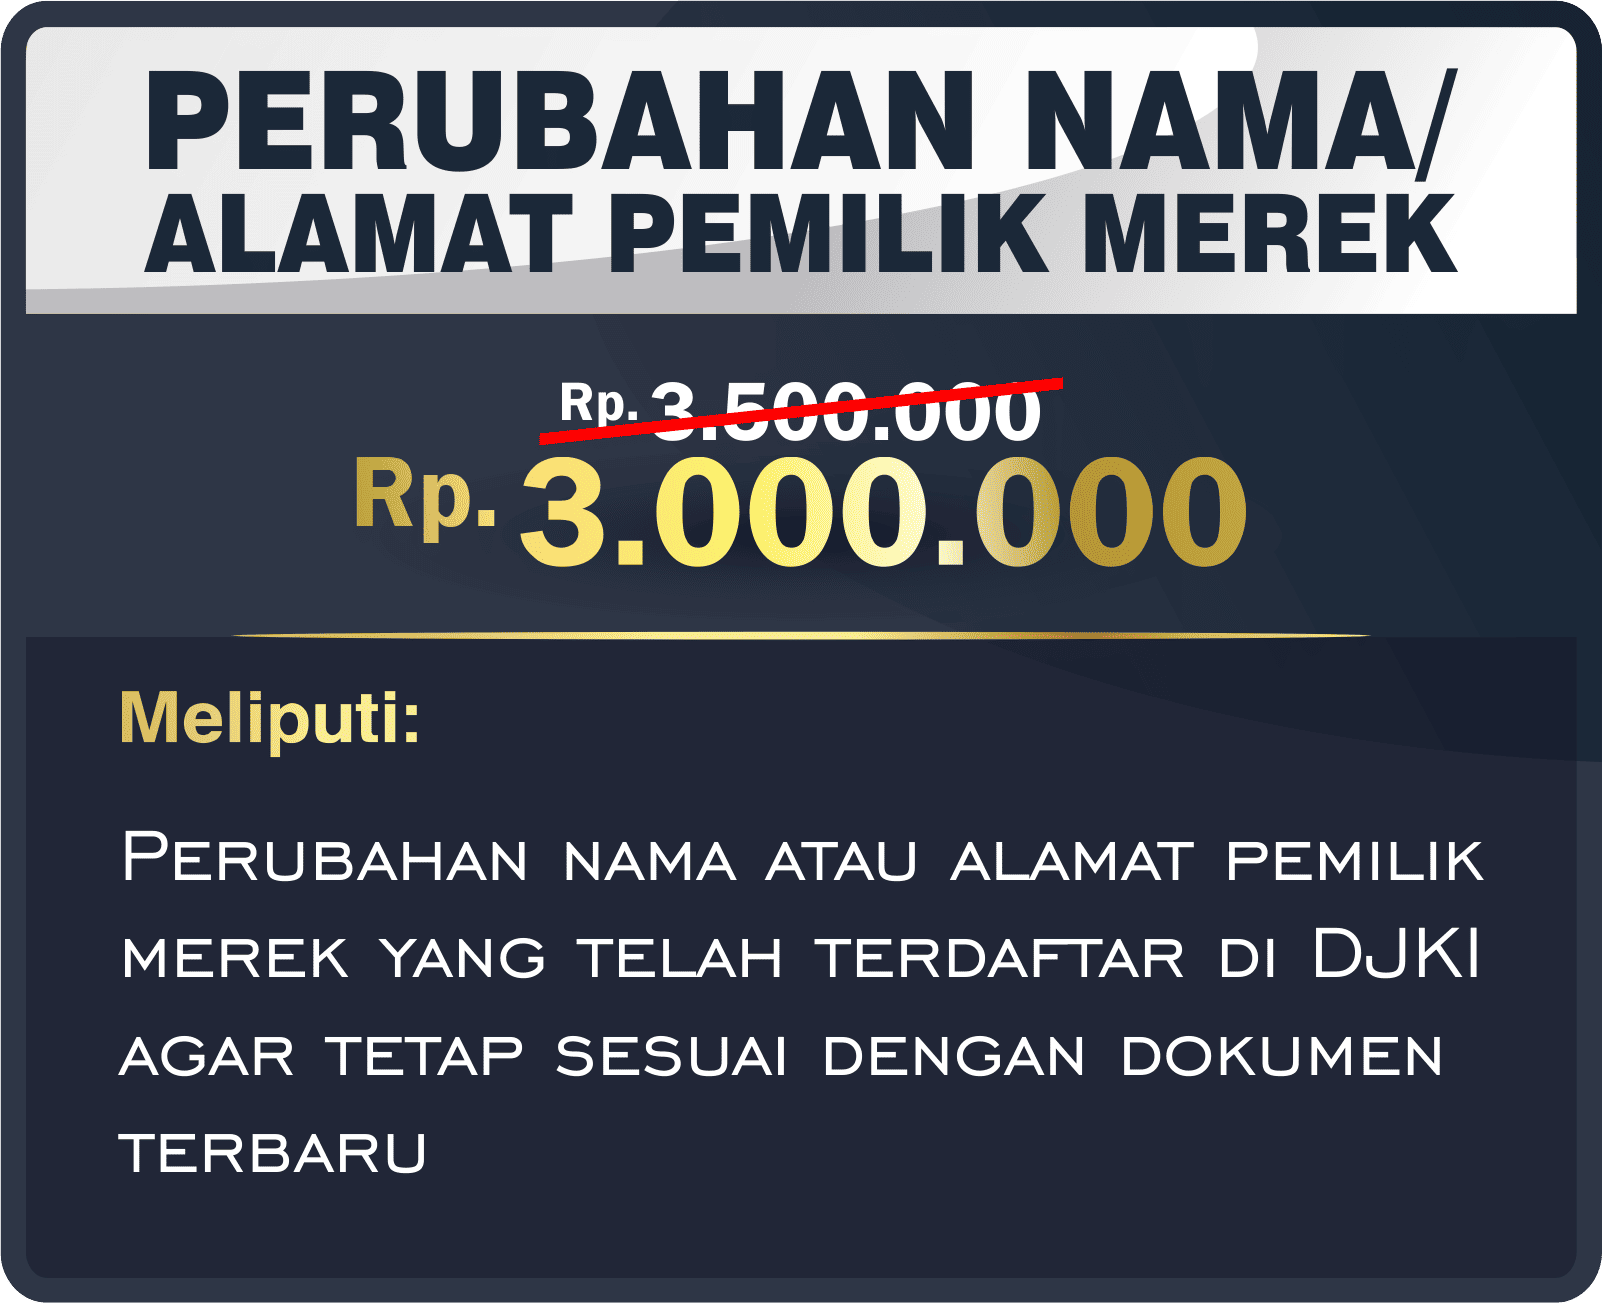 PERUBAHAN NAMA/
ALAMAT PEMILIK MEREK
Rp. 3.500.000
Rp. 3.000.000
Meliputi:
Perubahan nama atau alamat pemilik
merek yang telah terdaftar di DJKI
agar tetap sesuai dengan dokumen
terbaru